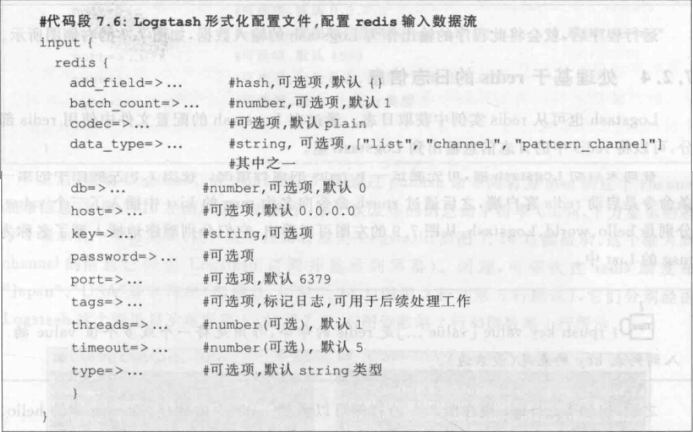 #代码段 7.6: Logstash 形式化配置文件,配置 redis 输入数据流
input {
redis {
add_field=>... #hash,可选项,默认 {}
batch_count=>... #number,可选项,默认 1
codec=>... #可选项,默认 plain
data_type=>... #string, 可选项,["list", "channel", "pattern_channel"]
#其中之一
db=>... #number,可选项,默认 0
host=>... #可选项,默认 0.0.0.0
key=>... #string,可选项
password=>... #可选项
port=>... #可选项,默认 6379
tags=>... #可选项,标记日志,可用于后续处理工作
threads=>... #number(可选), 默认 1
timeout=>... #number(可选), 默认 5
type=>... #可选项,默认 string 类型
}
}